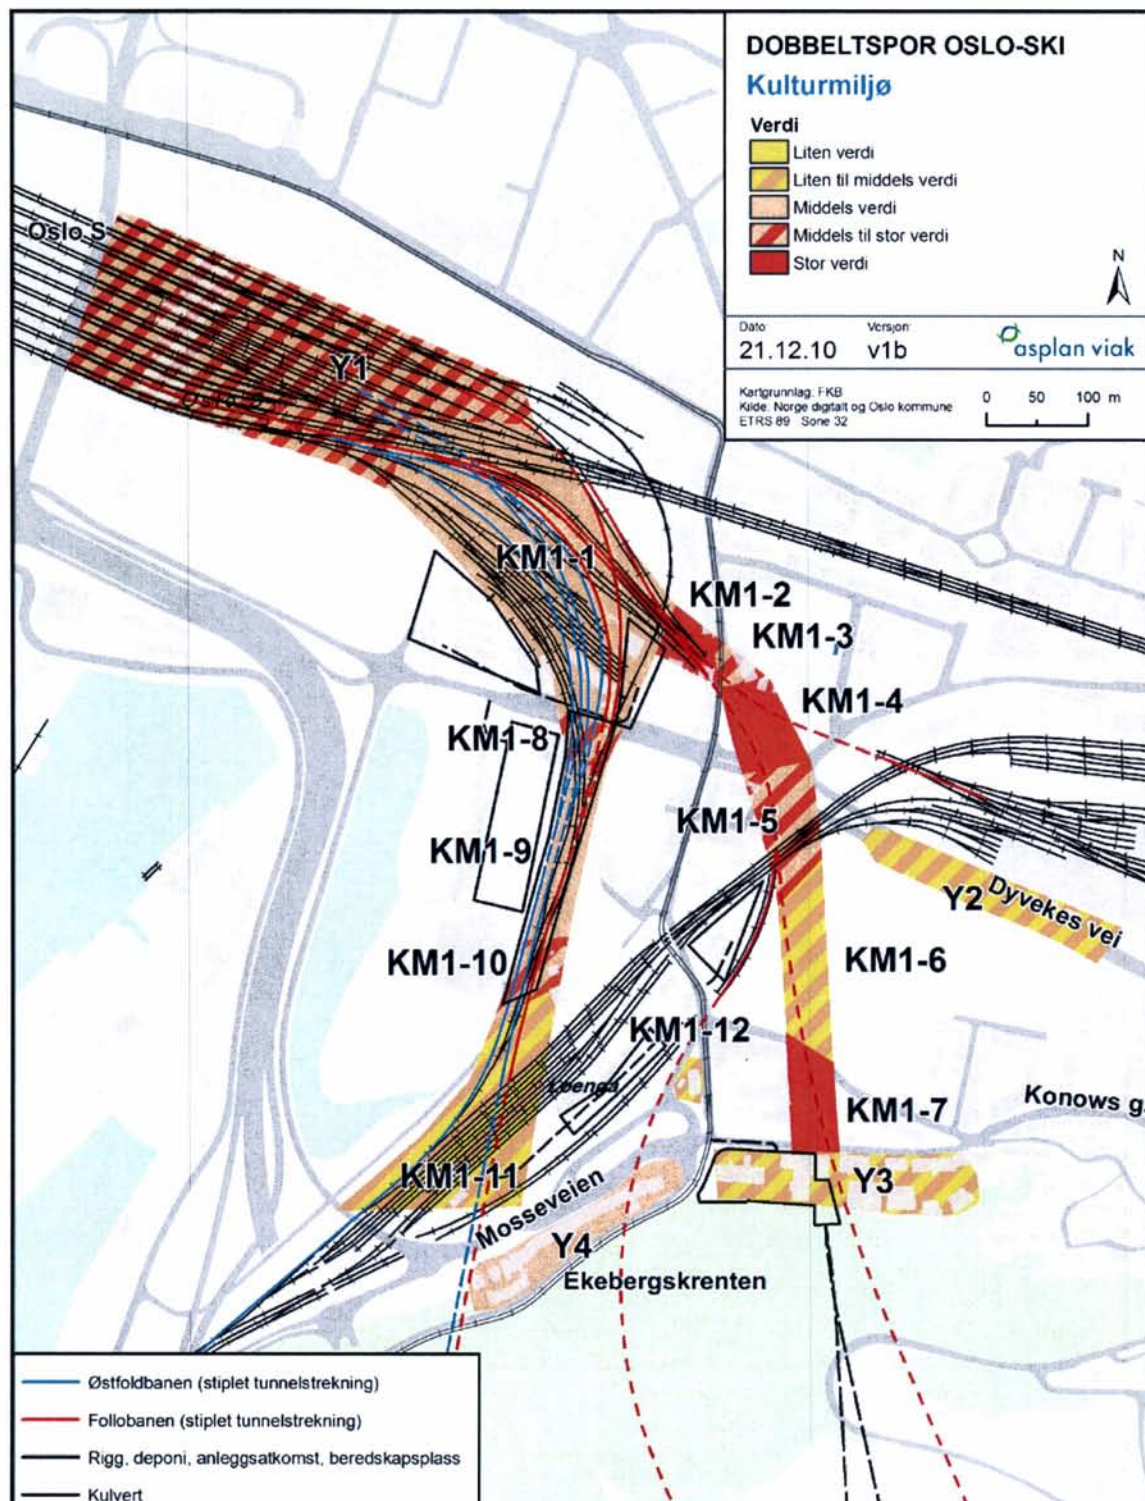 DOBBELTSPOR OSLO-SKI
Kulturmiljø
Verdi
Liten verdi
Liten til middels verdi
Middels verdi
Middels til stor verdi
Stor verdi
N
Dato:
Versjon:
21.12.10
v1b
asplan viak
Kartgrunnlag: FKB
Kilde: Norge digitalt og Oslo kommune
ETRS 89 Sone 32
0 50 100 m
Oslo S
Y1
Oslo S
KM1-1
KM1-2
KM1-3
KM1-4
KM1-8
KM1-5
KM1-9
Y2
Dyvekes vei
KM1-10
KM1-6
KM1-12
Loenga
KM1-7
Konows g
KM1-11
Y3
Mosseveien
Y4
Ekebergskrenten
Østfoldbanen (stiplet tunnelstrekning)
Follobanen (stiplet tunnelstrekning)
Rigg, deponi, anleggsatkomst, beredskapsplass
Kulvert